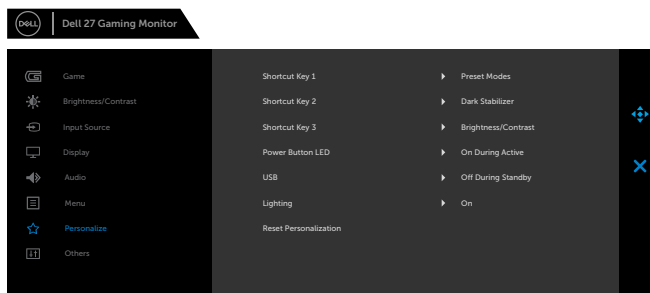 DELL Dell 27 Gaming Monitor
Game Shortcut Key 1 Preset Modes
Brightness/Contrast Shortcut Key 2 Dark Stabilizer
Input Source Shortcut Key 3 Brightness/Contrast
Display Power Button LED On During Active
Audio USB Off During Standby
Menu Lighting On
Personalize Reset Personalization
Others